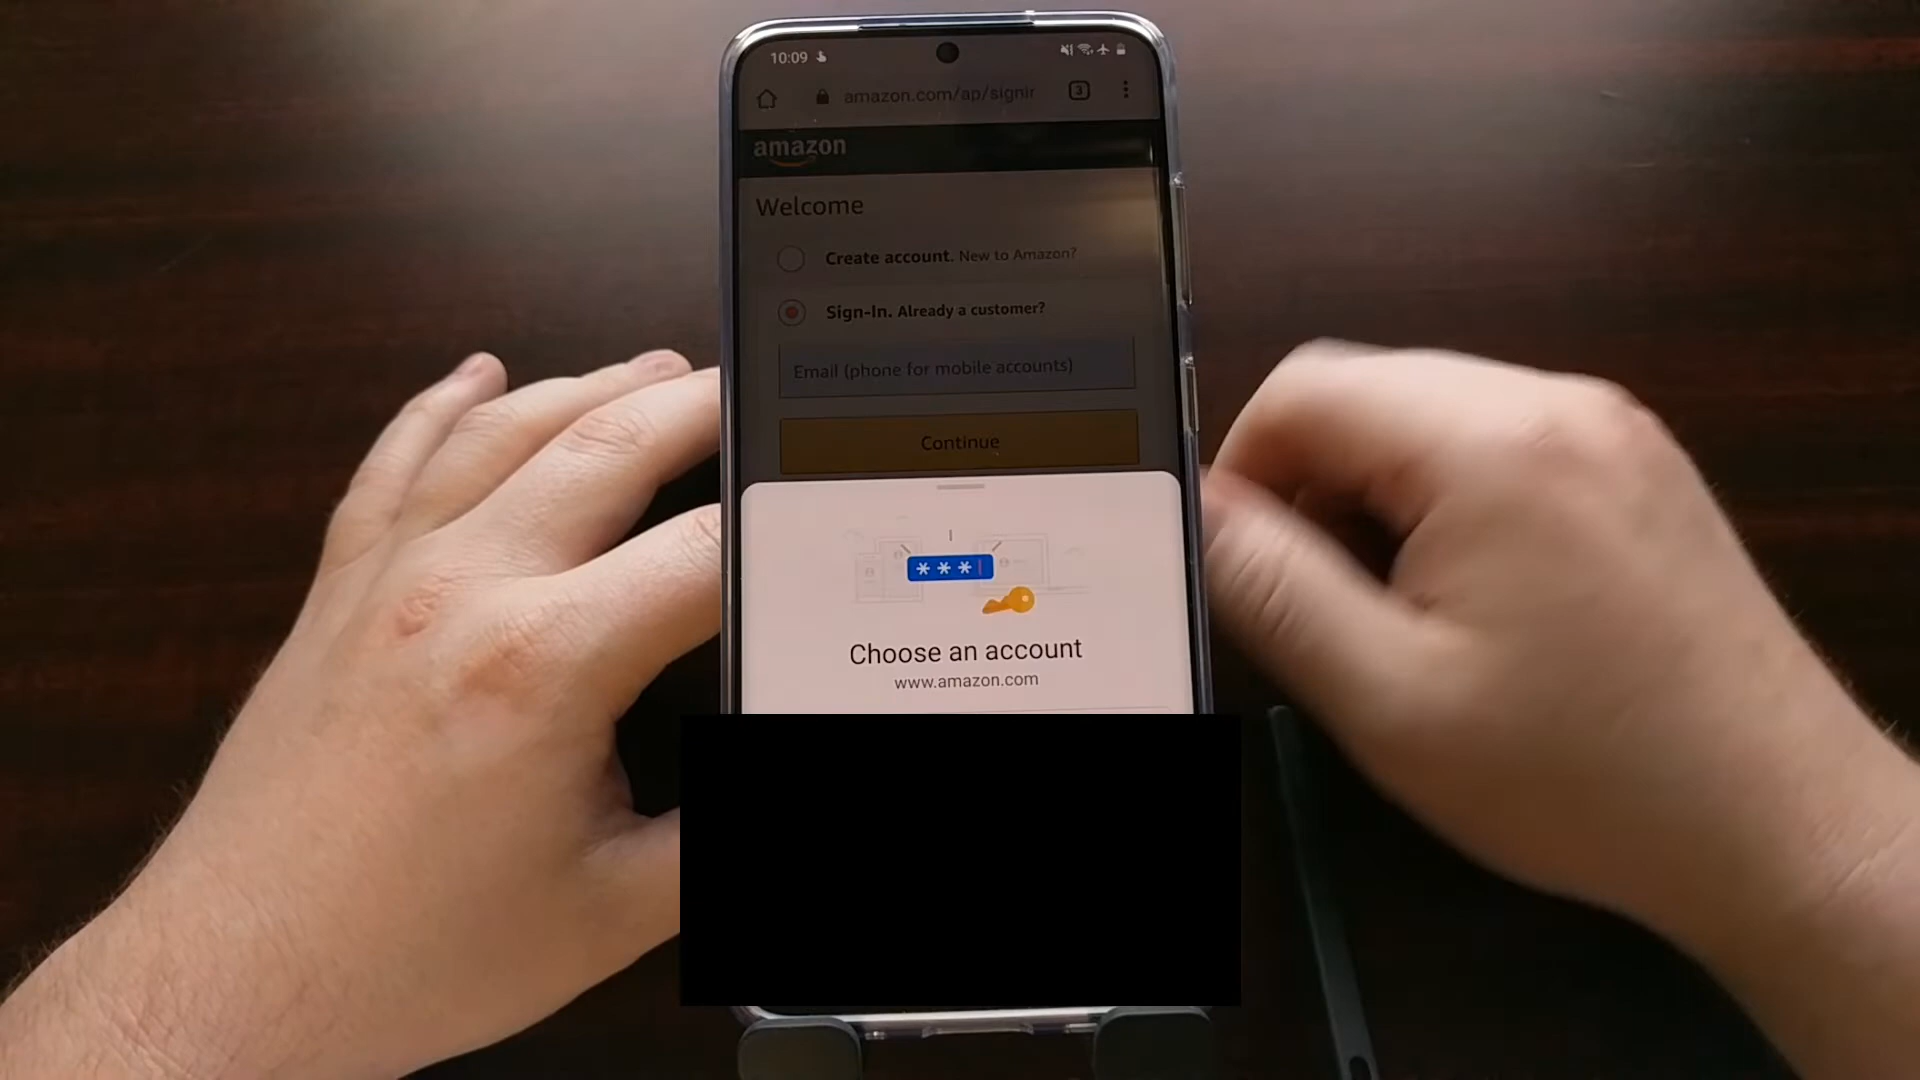 10:09
amazon.com/ap/signir
3
amazon
Welcome
Create account. New to Amazon?
Sign-In. Already a customer?
Email (phone for mobile accounts)
Continue
***
Choose an account
www.amazon.com